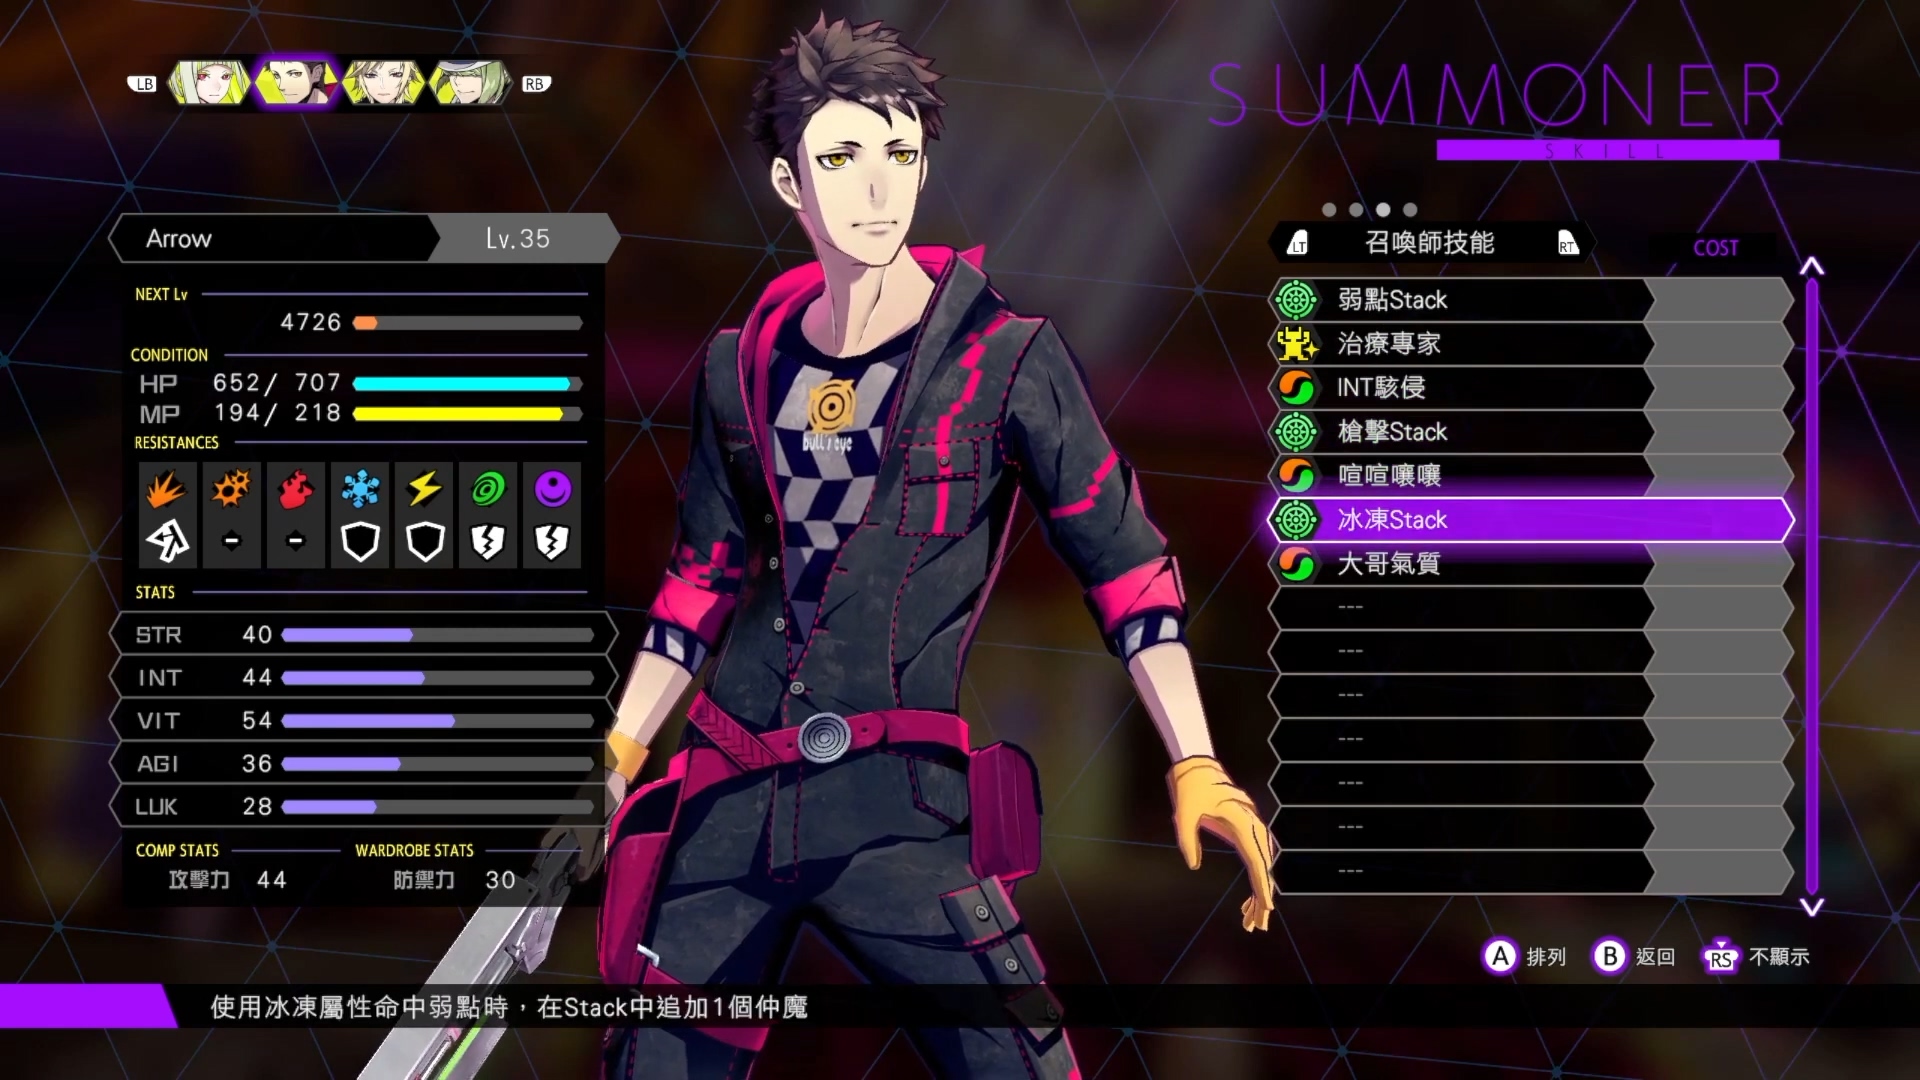 LB
RB
SUMMONER
SKILL
Arrow
Lv.35
LT
召喚師技能
RT
COST
NEXT Lv
4726
CONDITION
HP 652/ 707
MP 194/ 218
RESISTANCES
STATS
STR 40
INT 44
VIT 54
AGI 36
LUK 28
COMP STATS
攻擊力 44
WARDROBE STATS
防禦力 30
bull's eye
弱點Stack
治療專家
INT駭侵
槍擊Stack
喧喧嚷嚷
冰凍Stack
大哥氣質
---
---
---
---
---
---
---
A 排列
B 返回
RS 不顯示
使用冰凍屬性命中弱點時，在Stack中追加1個仲魔